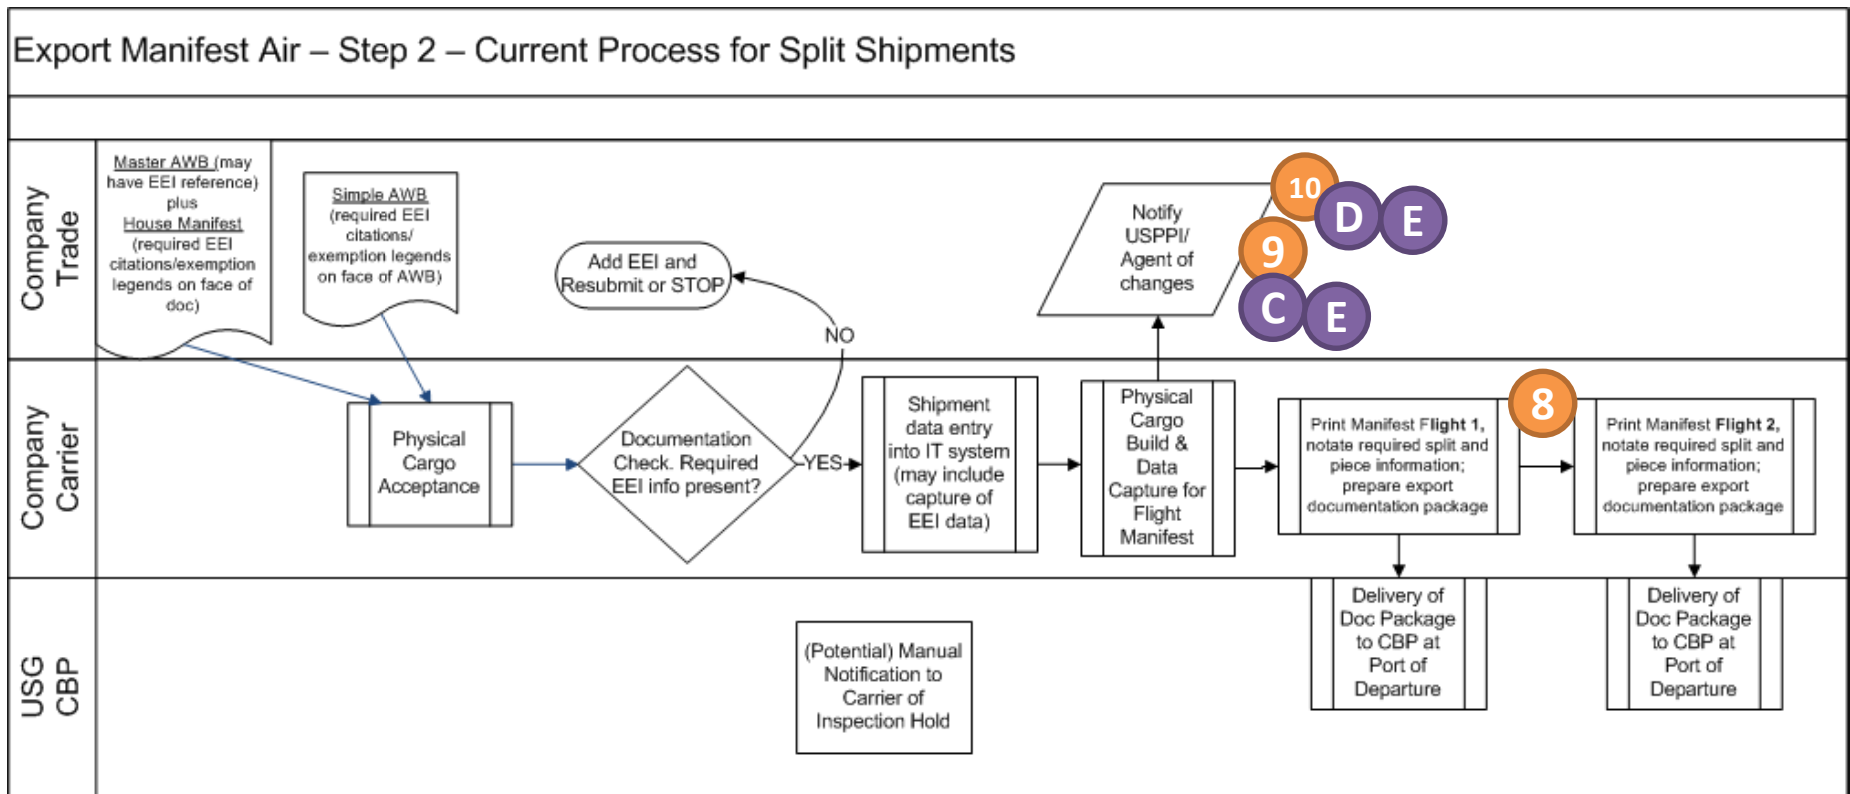 Export Manifest Air – Step 2 – Current Process for Split Shipments
Company
Trade
Master AWB (may
have EEI reference)
plus
House Manifest
(required EEI
citations/exemption
legends on face of
doc)
Simple AWB
(required EEI
citations/
exemption legends
on face of AWB)
Add EEI and
Resubmit or STOP
NO
Notify
USPPI/
Agent of
changes
10
D
E
9
C
E
Company
Carrier
Physical
Cargo
Acceptance
Documentation
Check. Required
EEI info present?
YES
Shipment
data entry
into IT system
(may include
capture of
EEI data)
Physical
Cargo
Build &
Data
Capture for
Flight
Manifest
Print Manifest Flight 1,
notate required split and
piece information;
prepare export
documentation package
8
Print Manifest Flight 2,
notate required split and
piece information;
prepare export
documentation package
USG
CBP
(Potential) Manual
Notification to
Carrier of
Inspection Hold
Delivery of
Doc Package
to CBP at
Port of
Departure
Delivery of
Doc Package
to CBP at
Port of
Departure